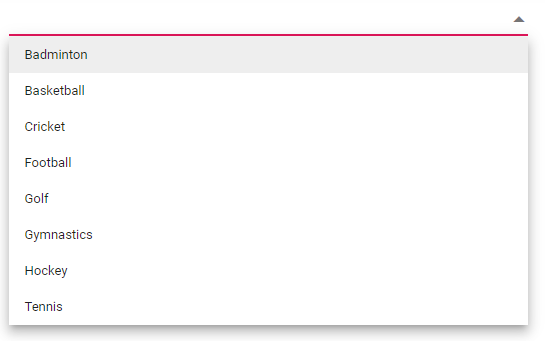 Badminton
Basketball
Cricket
Football
Golf
Gymnastics
Hockey
Tennis